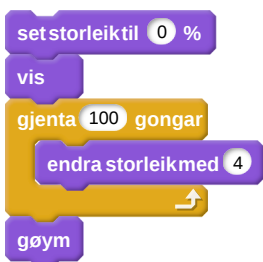 set storleik til 0 %
vis
gjenta 100 gongar
endra storleik med 4
gøym